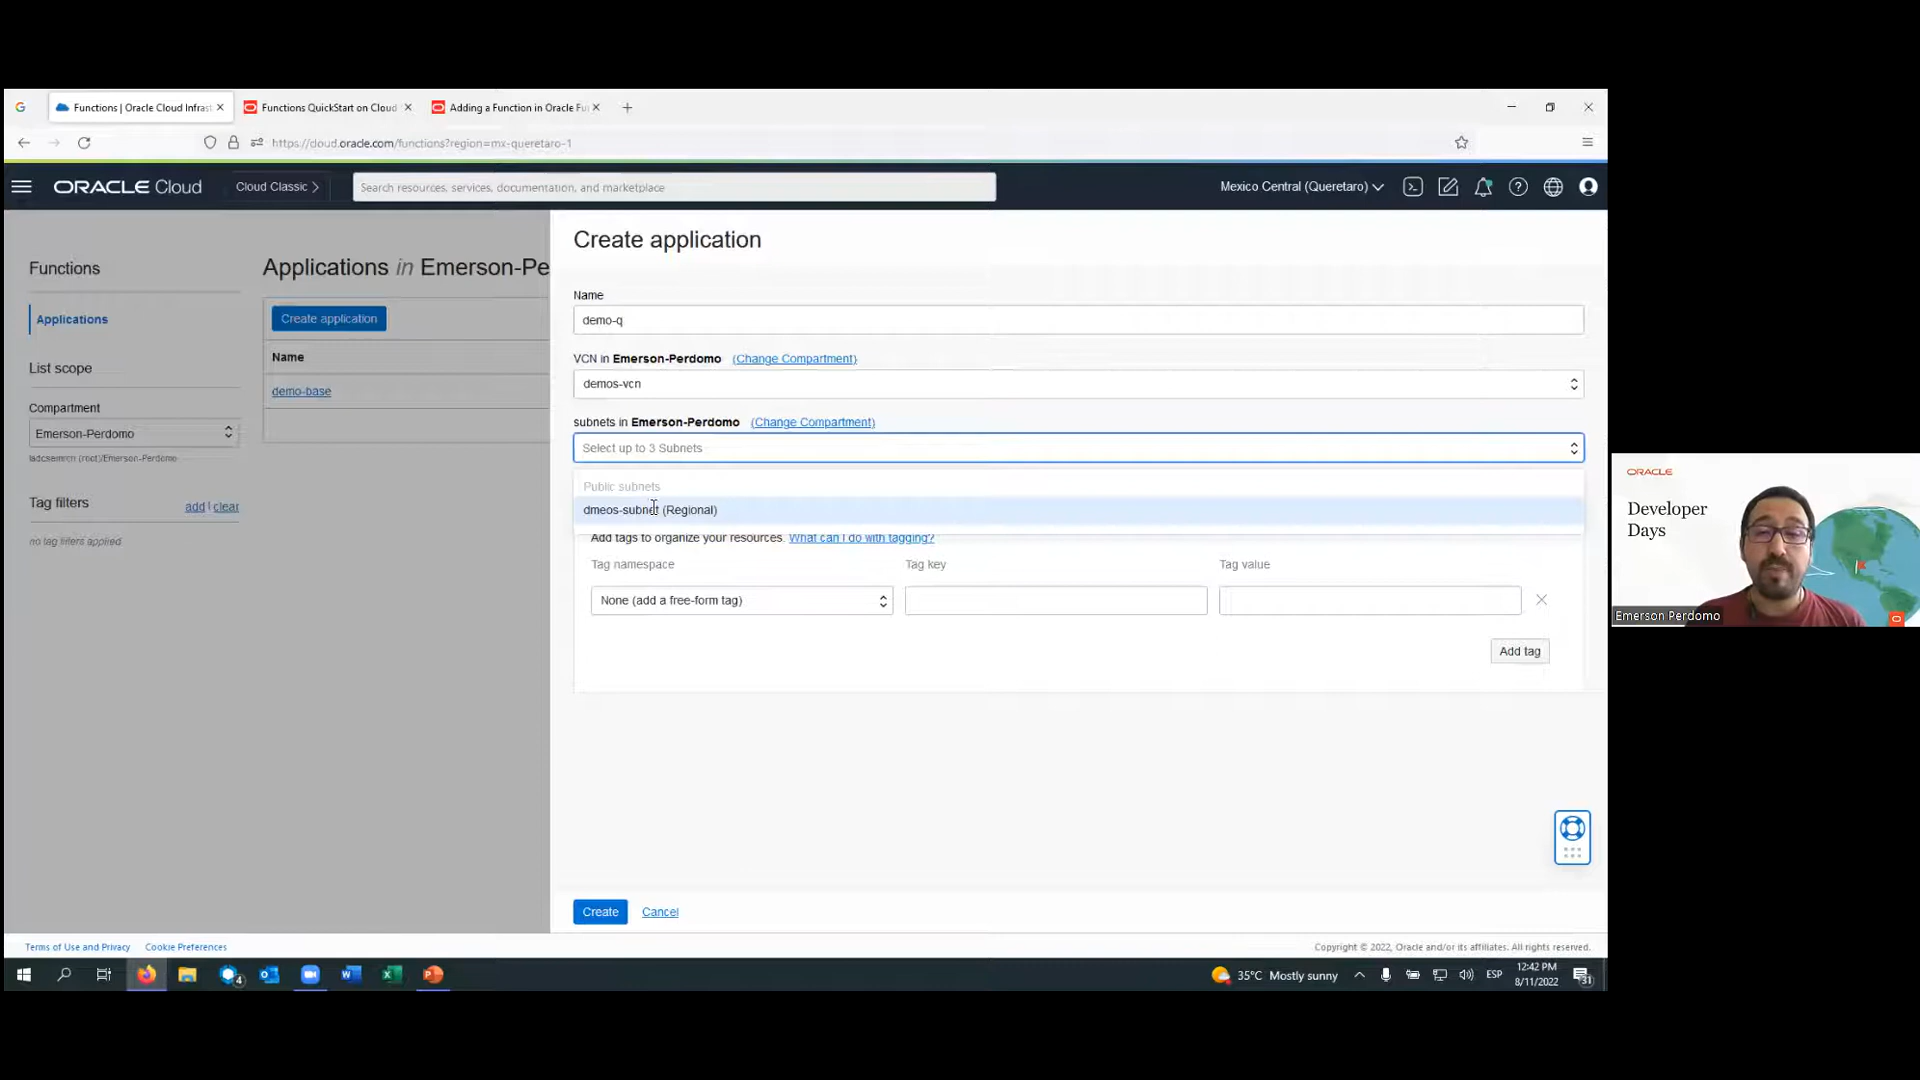 Functions | Oracle Cloud Infrast
Functions QuickStart on Cloud
Adding a Function in Oracle Fu
https://cloud.oracle.com/functions?region=mx-queretaro-1
ORACLE Cloud
Cloud Classic
Search resources, services, documentation, and marketplace
Mexico Central (Queretaro)
Functions
Applications
List scope
Compartment
Emerson-Perdomo
ladcsemcn (root)/Emerson-Perdomo
Tag filters
add | clear
no tag filters applied
Applications in Emerson-Pe
Create application
Name
demo-base
Create application
Name
demo-q
VCN in Emerson-Perdomo (Change Compartment)
demos-vcn
subnets in Emerson-Perdomo (Change Compartment)
Select up to 3 Subnets
Public subnets
dmeos-subnet (Regional)
Add tags to organize your resources. What can I do with tagging?
Tag namespace
Tag key
Tag value
None (add a free-form tag)
Add tag
Create
Cancel
Terms of Use and Privacy
Cookie Preferences
Copyright © 2022, Oracle and/or its affiliates. All rights reserved.
4
35°C Mostly sunny
ESP
12:42 PM
8/11/2022
31
ORACLE
Developer
Days
Emerson Perdomo